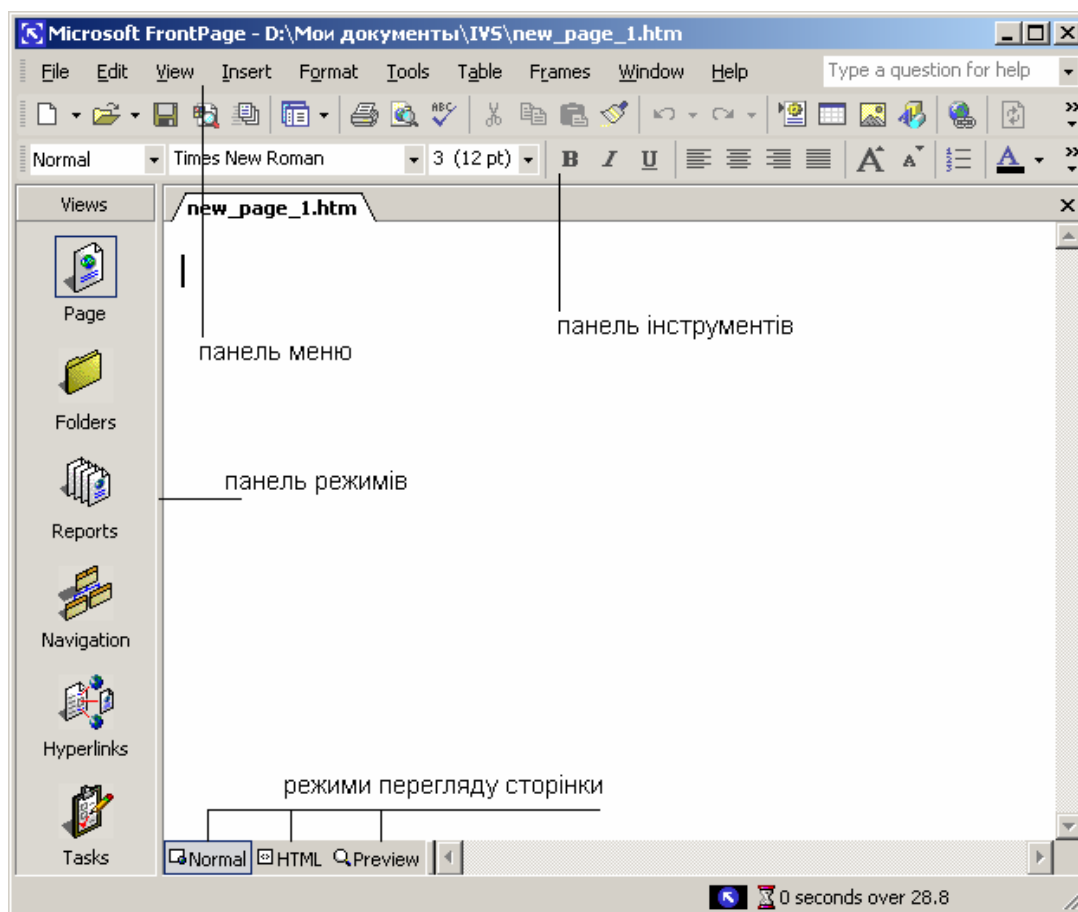 Microsoft FrontPage - D:\Мои документы\IVS\new_page_1.htm
File Edit View Insert Format Tools Table Frames Window Help Type a question for help
Normal Times New Roman 3 (12 pt) B I U A A A
Views new_page_1.htm
Page
панель інструментів
панель меню
Folders
панель режимів
Reports
Navigation
Hyperlinks
режими перегляду сторінки
Tasks Normal HTML Preview
0 seconds over 28.8